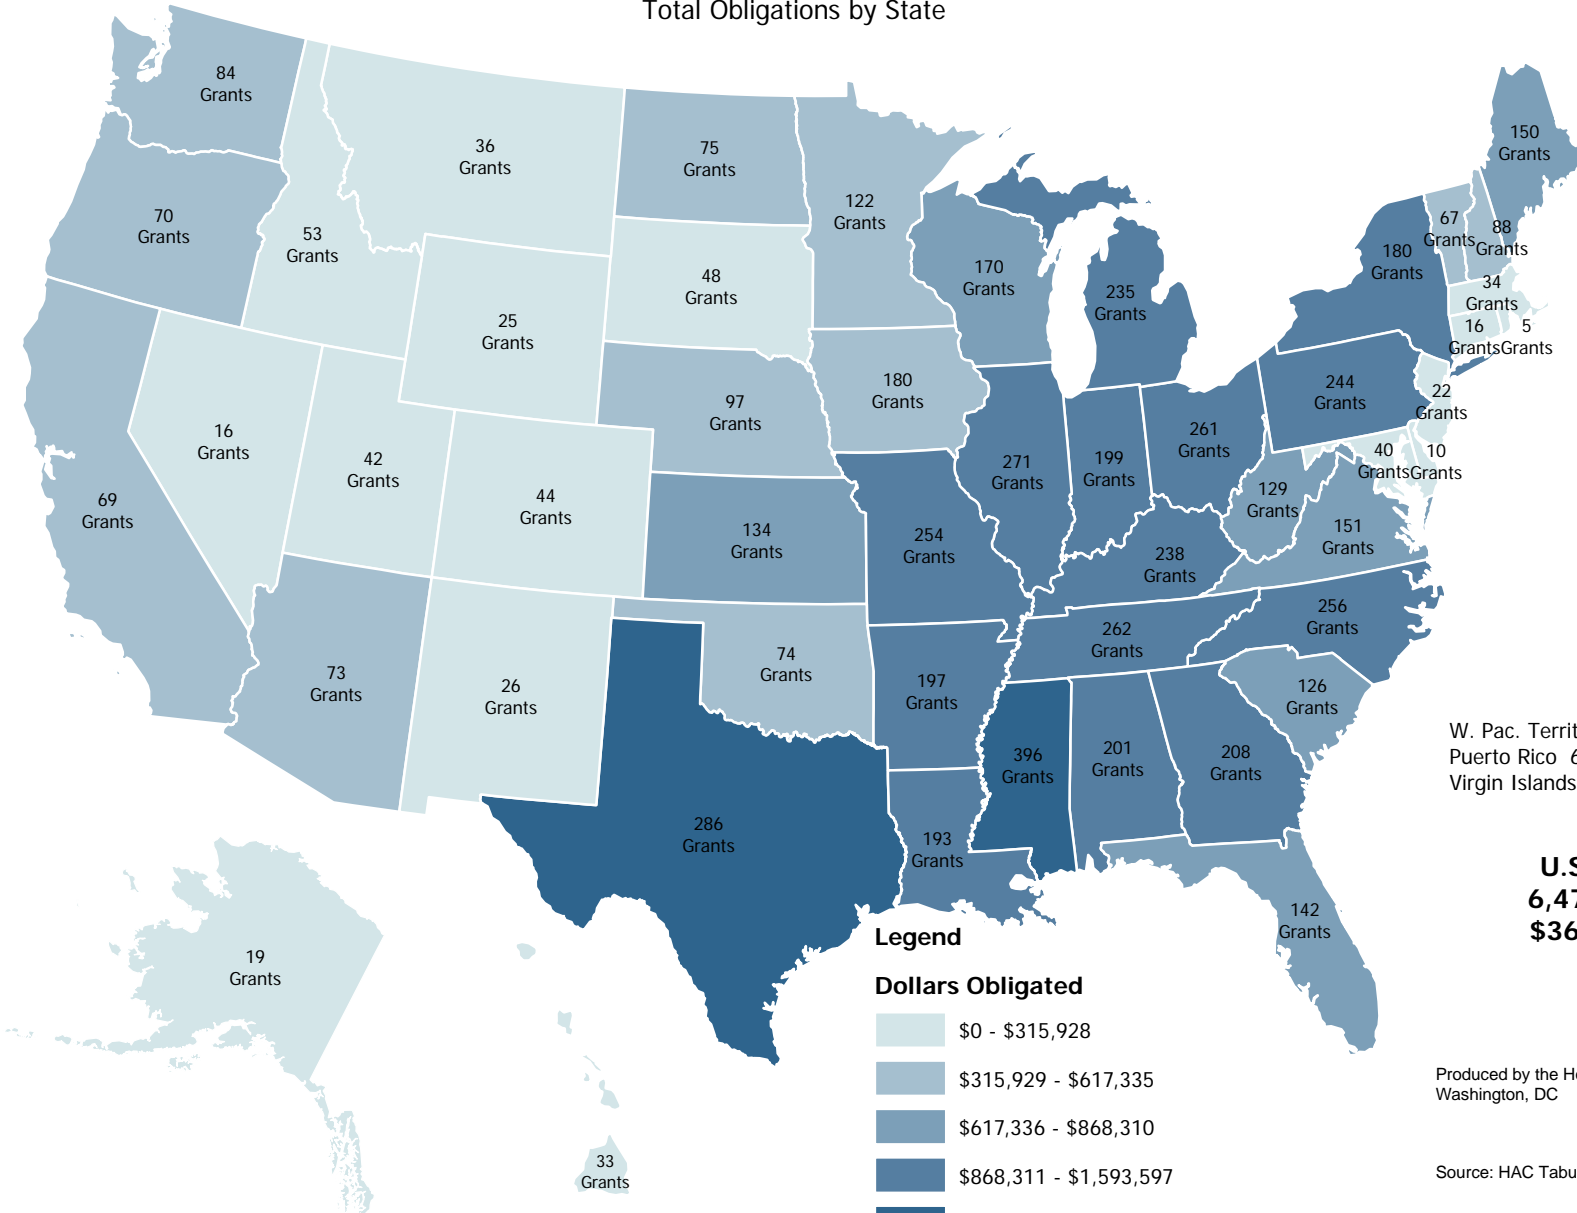 Total Obligations by State
84
Grants
36
Grants
75
Grants
122
Grants
150
Grants
70
Grants
53
Grants
67
Grants
88
Grants
180
Grants
48
Grants
170
Grants
235
Grants
34
Grants
25
Grants
16
Grants
5
Grants
180
Grants
244
Grants
22
Grants
97
Grants
16
Grants
42
Grants
261
Grants
40
Grants
10
Grants
69
Grants
44
Grants
271
Grants
199
Grants
129
Grants
134
Grants
254
Grants
151
Grants
238
Grants
256
Grants
262
Grants
73
Grants
74
Grants
26
Grants
197
Grants
126
Grants
396
Grants
201
Grants
208
Grants
W. Pac. Territ
Puerto Rico
Virgin Islands
286
Grants
193
Grants
U.S
6,47
$36
142
Grants
19
Grants
Legend
Dollars Obligated
$0 - $315,928
$315,929 - $617,335
$617,336 - $868,310
$868,311 - $1,593,597
33
Grants
Produced by the Ho
Washington, DC
Source: HAC Tabu